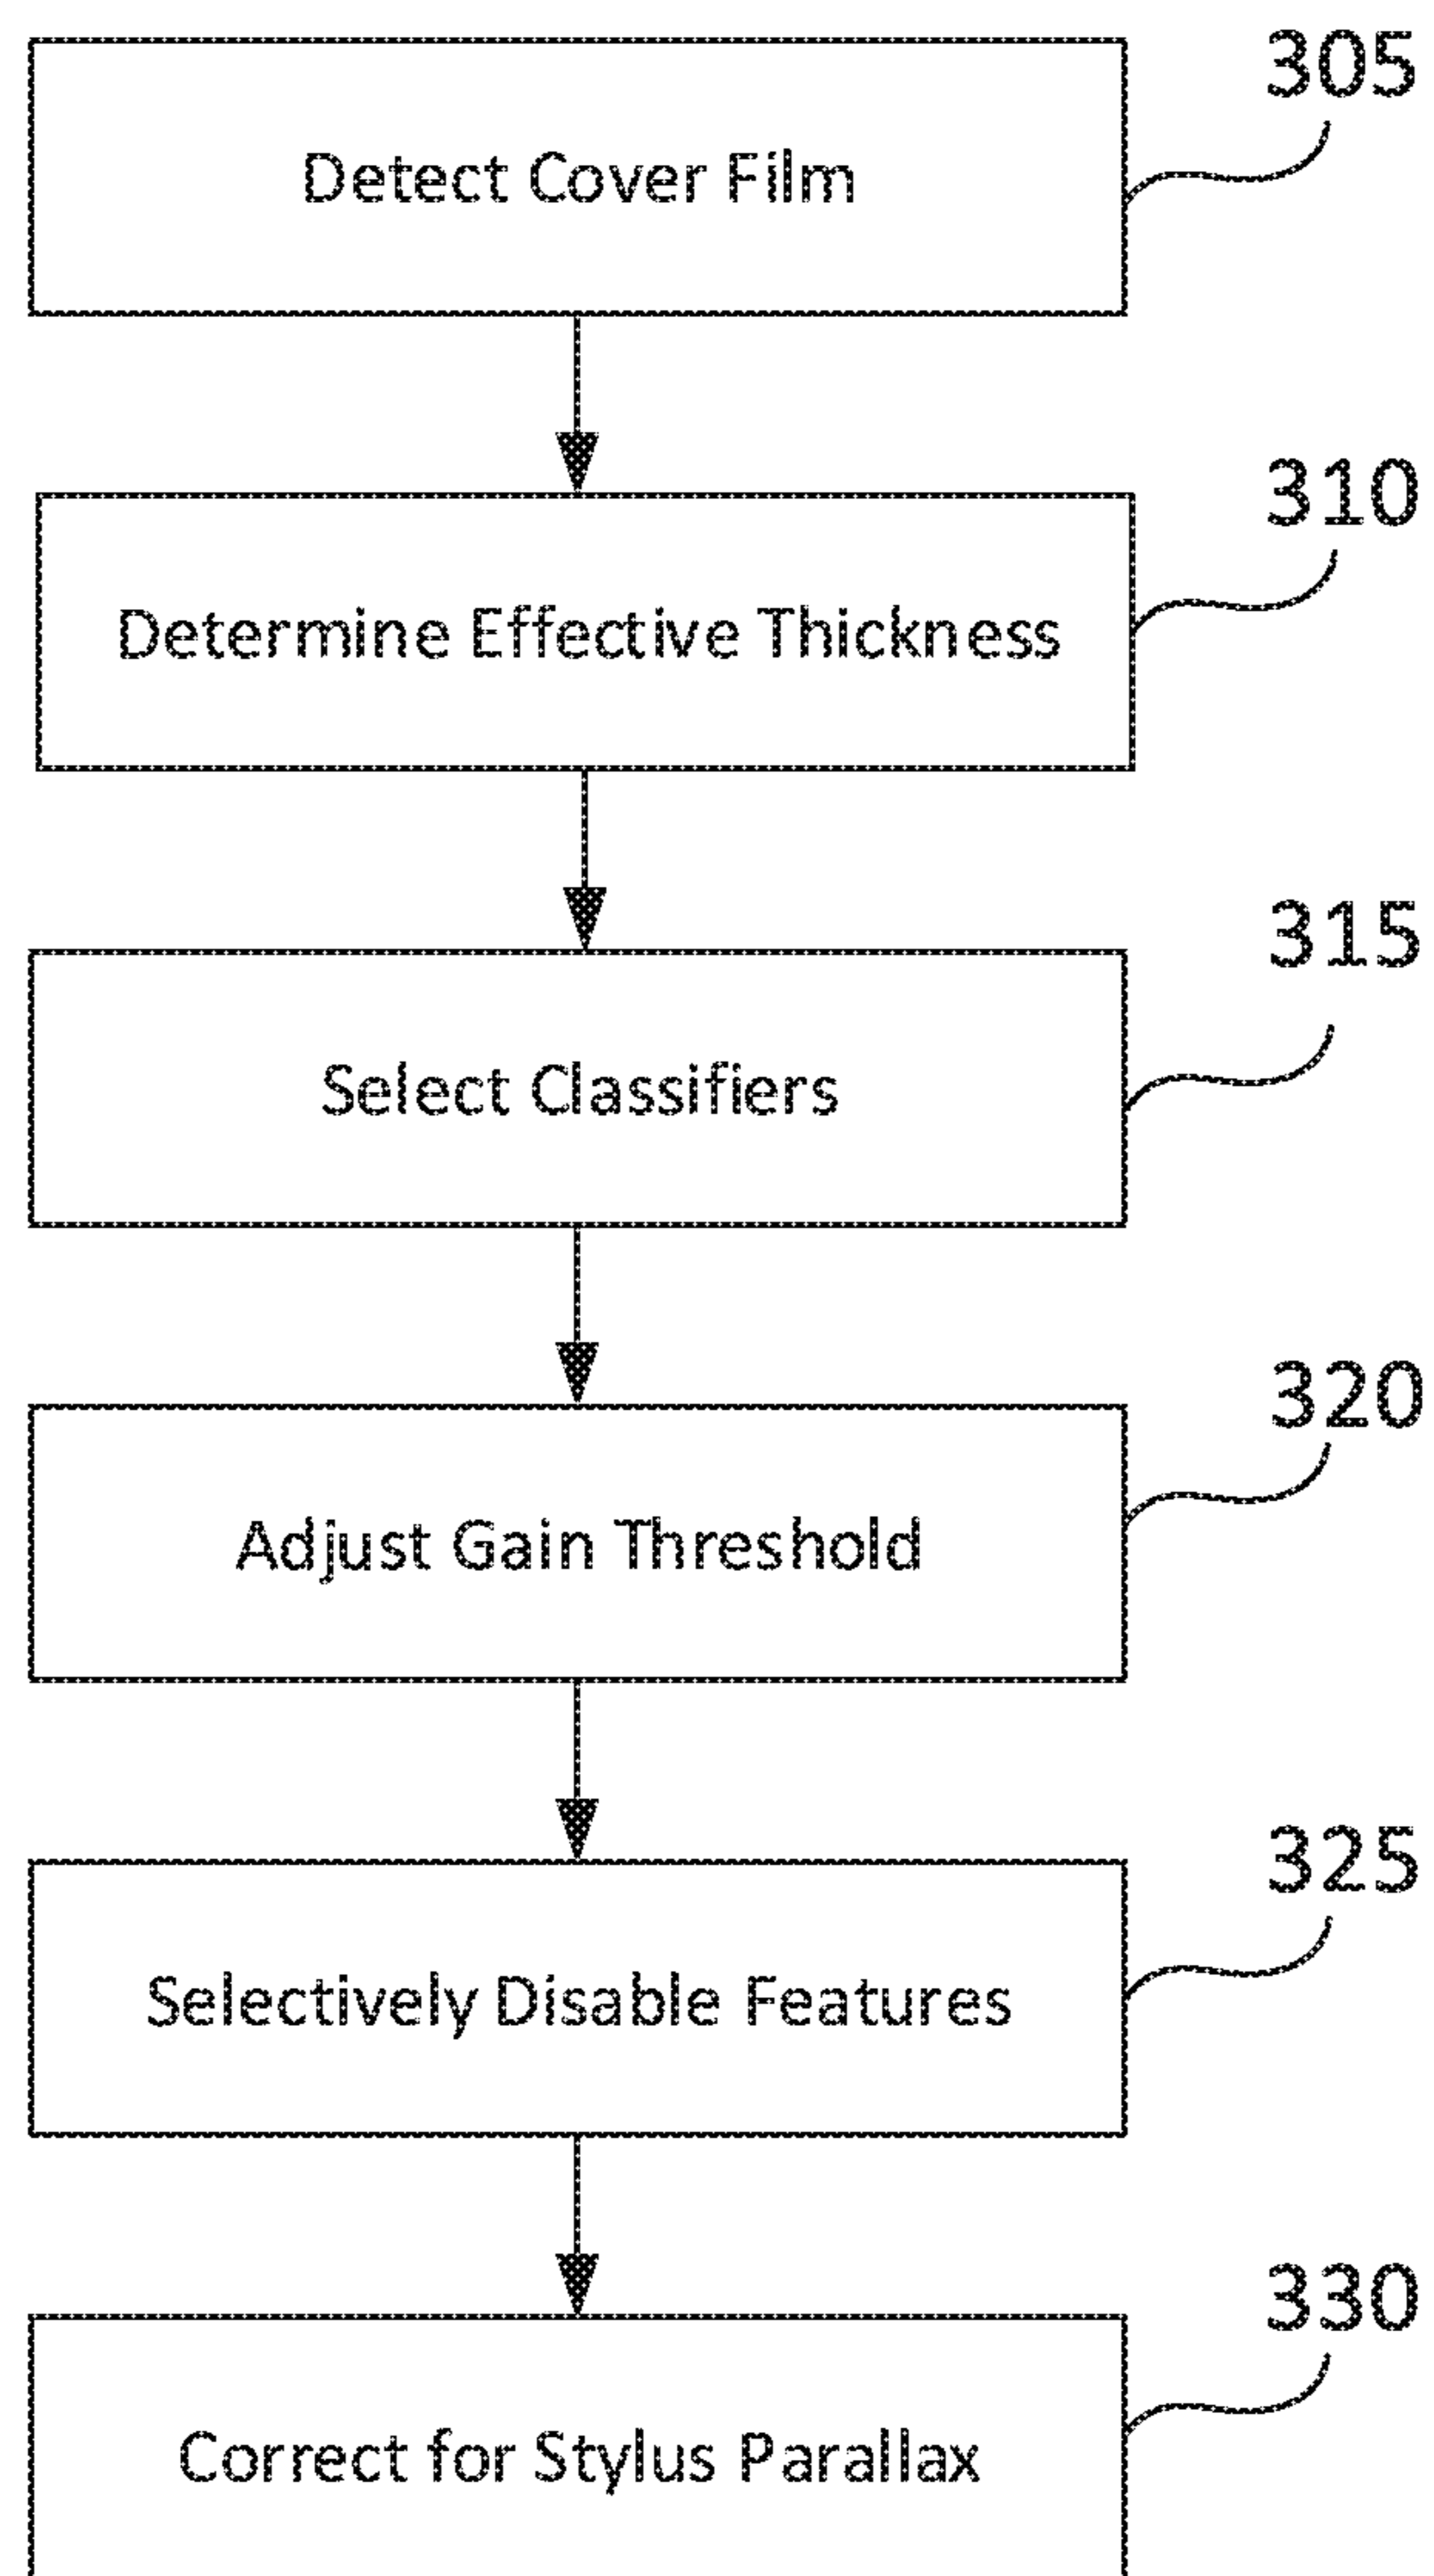 305
Detect Cover Film
310
Determine Effective Thickness
315
Select Classifiers
320
Adjust Gain Threshold
325
Selectively Disable Features
330
Correct for Stylus Parallax